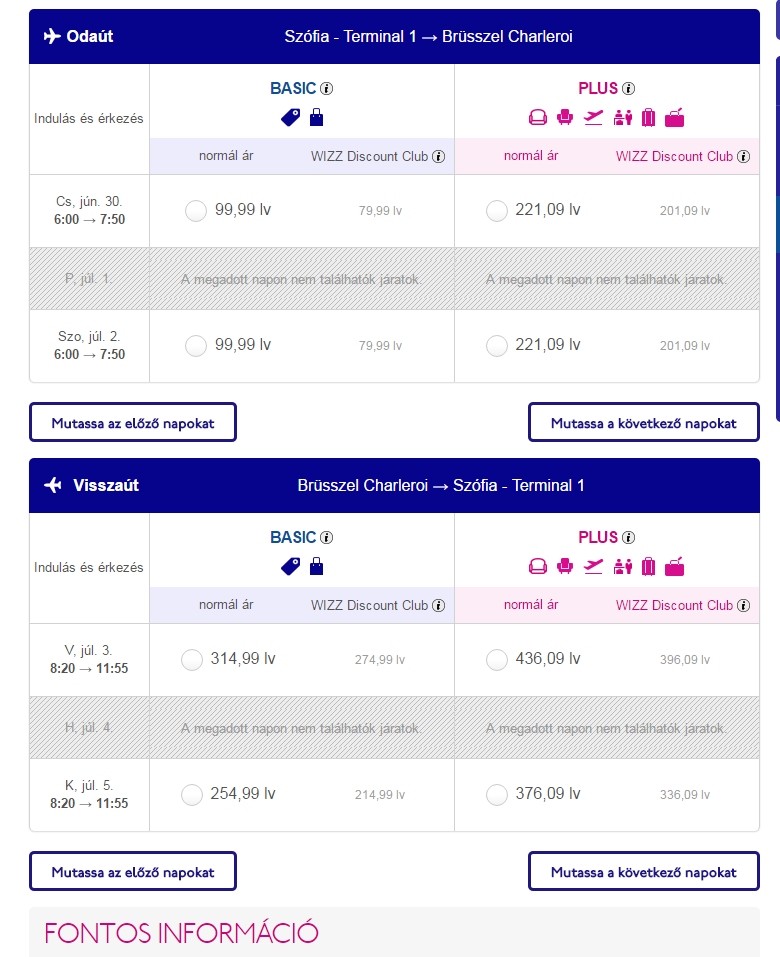 Odaút Szófia - Terminal 1 → Brüsszel Charleroi
Indulás és érkezés
BASIC i PLUS i
normál ár WIZZ Discount Club i normál ár WIZZ Discount Club i
Cs, jún. 30.
6:00 → 7:50
99,99 lv 79,99 lv 221,09 lv 201,09 lv
P, júl. 1. A megadott napon nem találhatók járatok. A megadott napon nem találhatók járatok.
Szo, júl. 2.
6:00 → 7:50
99,99 lv 79,99 lv 221,09 lv 201,09 lv
Mutassa az előző napokat Mutassa a következő napokat
Visszaút Brüsszel Charleroi → Szófia - Terminal 1
Indulás és érkezés
BASIC i PLUS i
normál ár WIZZ Discount Club i normál ár WIZZ Discount Club i
V, júl. 3.
8:20 → 11:55
314,99 lv 274,99 lv 436,09 lv 396,09 lv
H, júl. 4. A megadott napon nem találhatók járatok. A megadott napon nem találhatók járatok.
K, júl. 5.
8:20 → 11:55
254,99 lv 214,99 lv 376,09 lv 336,09 lv
Mutassa az előző napokat Mutassa a következő napokat
FONTOS INFORMÁCIÓ